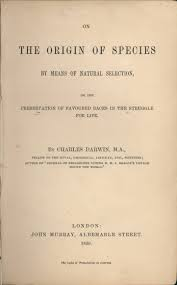 ON
THE ORIGIN OF SPECIES
BY MEANS OF NATURAL SELECTION,
OR THE
PRESERVATION OF FAVOURED RACES IN THE STRUGGLE
FOR LIFE.
BY CHARLES DARWIN, M.A.,
FELLOW OF THE ROYAL, GEOLOGICAL, LINNÆAN, ETC., SOCIETIES;
AUTHOR OF 'JOURNAL OF RESEARCHES DURING H. M. S. BEAGLE'S VOYAGE
ROUND THE WORLD.'
LONDON:
JOHN MURRAY, ALBEMARLE STREET.
1859.
The right of Translation is reserved.